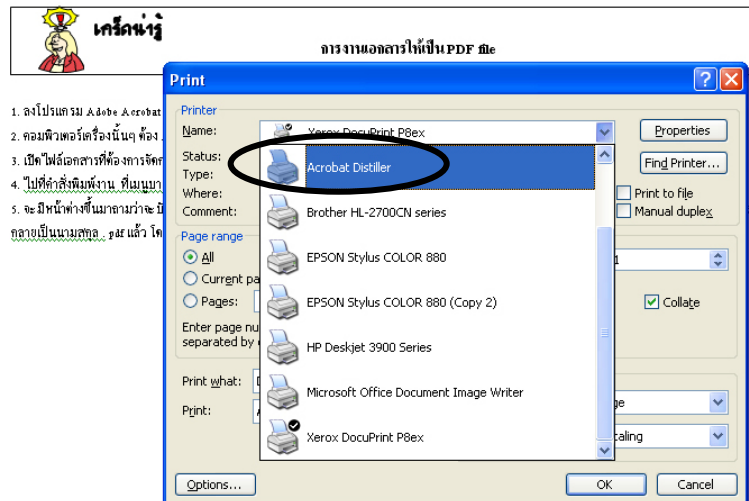 เกร็ดน่ารู้
การงานเอกสารให้เป็น PDF file
1. ลงโปรแกรม Adobe Acrobat
2. คอมพิวเตอร์เครื่องนั้นๆ ต้อง
3. เปิดไฟล์เอกสารที่ต้องการจัด
4. ไปที่คำสั่งพิมพ์งาน ที่เมนูบา
5. จะมีหน้าต่างขึ้นมาถามว่าจะ
กลายเป็นนามสกุล . pdf แล้ว
Print
Printer
Name:
Xerox DocuPrint P8ex
Properties
Status:
Acrobat Distiller
Find Printer...
Type:
Where:
Print to file
Comment:
Brother HL-2700CN series
Manual duplex
Page range
All
EPSON Stylus COLOR 880
1
Current pa
Pages:
EPSON Stylus COLOR 880 (Copy 2)
Collate
Enter page nu
separated by
HP Deskjet 3900 Series
Print what:
Microsoft Office Document Image Writer
Print:
Xerox DocuPrint P8ex
Options...
OK
Cancel